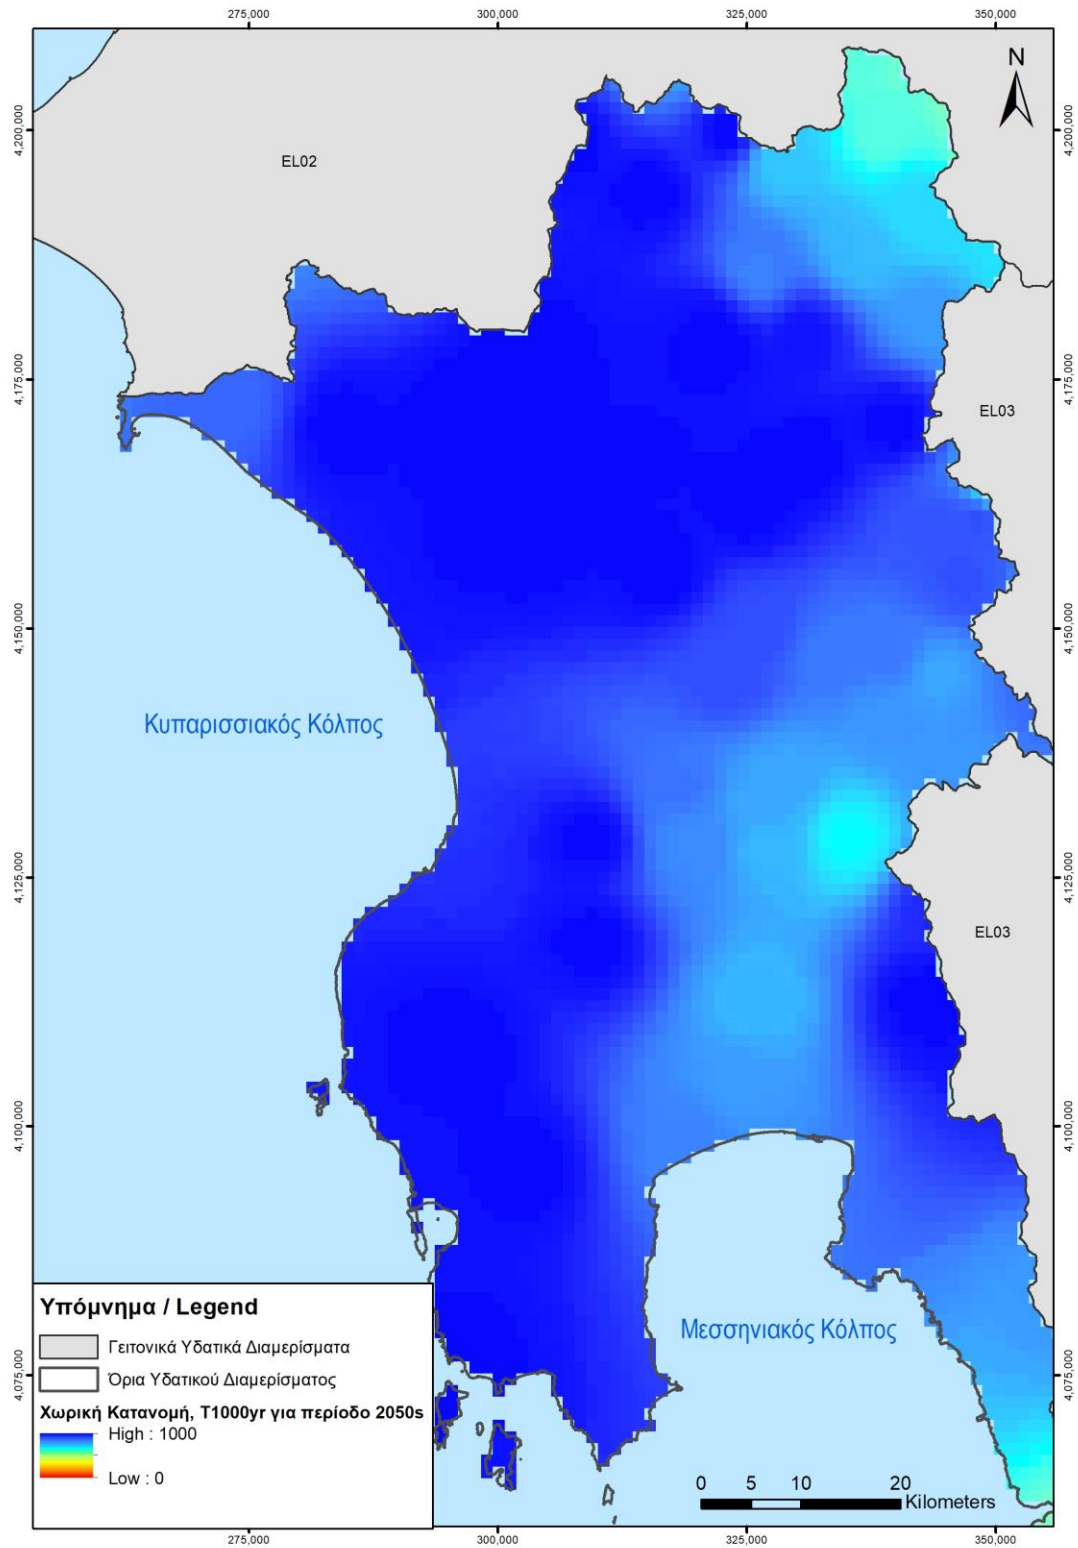 275,000 300,000 325,000 350,000
N
4,200,000 4,200,000
EL02
4,175,000 4,175,000
EL03
4,150,000 4,150,000
Κυπαρισσιακός Κόλπος
4,125,000 4,125,000
EL03
4,100,000 4,100,000
Υπόμνημα / Legend
Γειτονικά Υδατικά Διαμερίσματα
Όρια Υδατικού Διαμερίσματος
Χωρική Κατανομή, T1000yr για περίοδο 2050s
High : 1000
Low : 0
Μεσσηνιακός Κόλπος
4,075,000 4,075,000
0 5 10 20
Kilometers
275,000 300,000 325,000 350,000